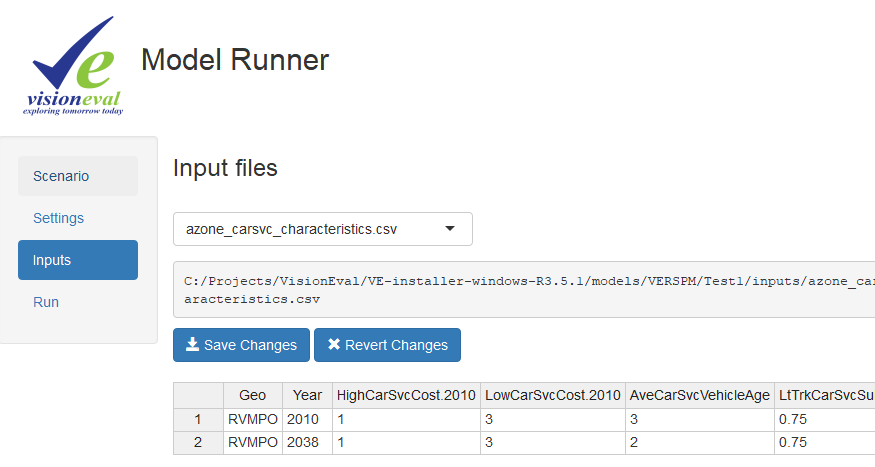 Model Runner
visioneval
exploring tomorrow today
Scenario
Settings
Inputs
Run
Input files
azone_carsvc_characteristics.csv
C:/Projects/VisionEval/VE-installer-windows-R3.5.1/models/VERSPM/Test1/inputs/azone_car
aracteristics.csv
Save Changes Revert Changes
Geo Year HighCarSvcCost.2010 LowCarSvcCost.2010 AveCarSvcVehicleAge LtTrkCarSvcSu
1 RVMPO 2010 1 3 3 0.75
2 RVMPO 2038 1 3 2 0.75